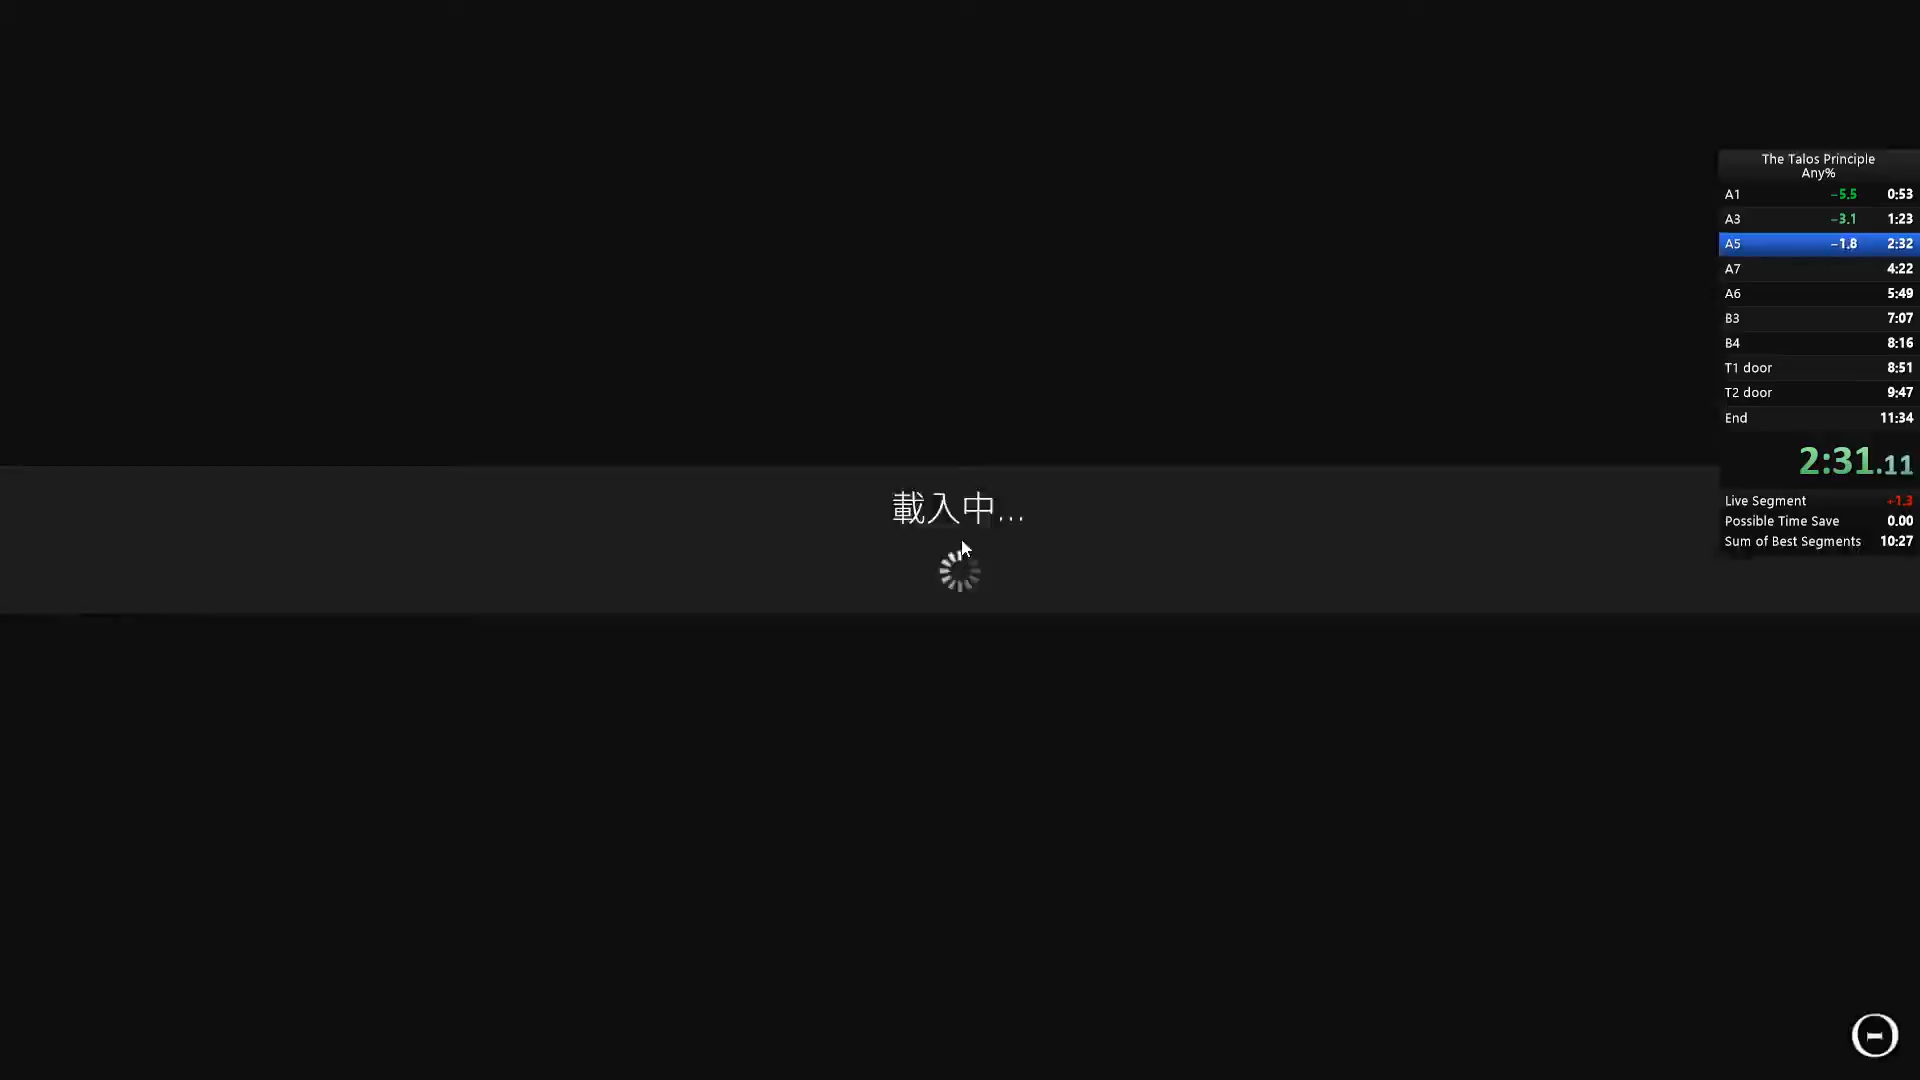 The Talos Principle
Any%
A1 −5.5 0:53
A3 −3.1 1:23
A5 −1.8 2:32
A7 4:22
A6 5:49
B3 7:07
B4 8:16
T1 door 8:51
T2 door 9:47
End 11:34
2:31.11
載入中...
Live Segment +1.3
Possible Time Save 0.00
Sum of Best Segments 10:27